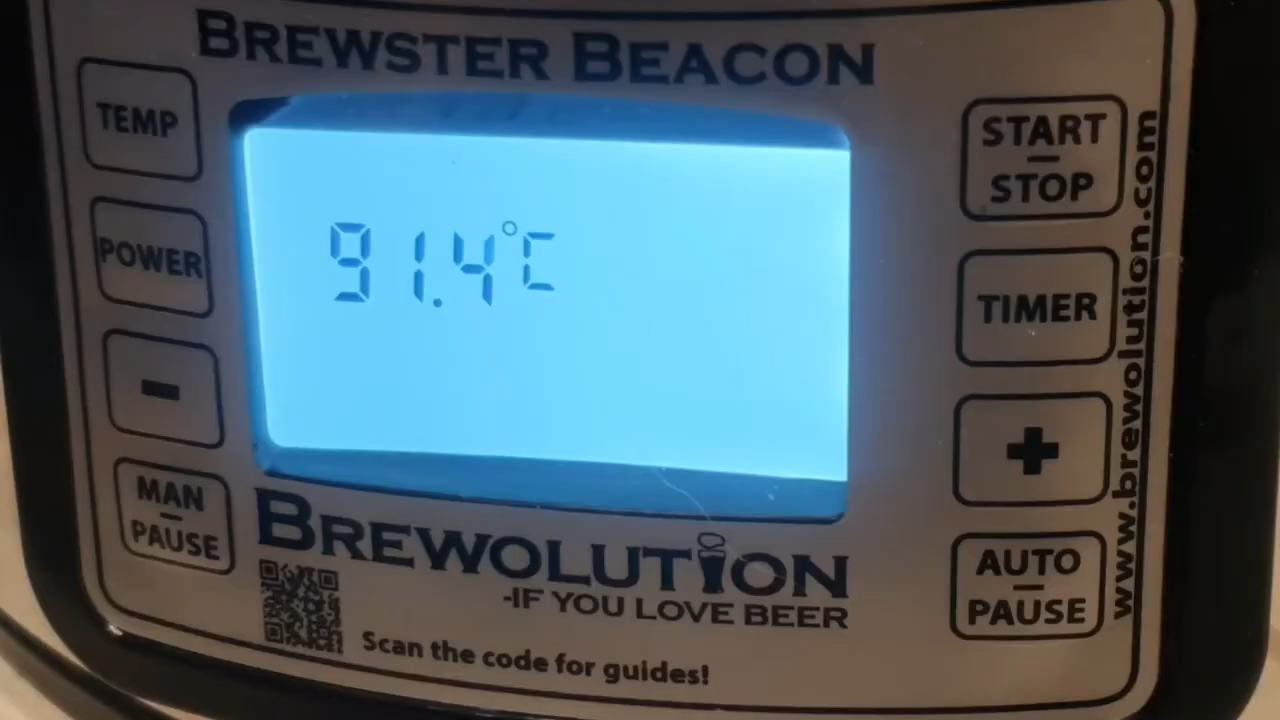 BREWSTER BEACON
TEMP
POWER
-
MAN
PAUSE
91.4°C
START
STOP
TIMER
+
AUTO
PAUSE
www.brewolution.com
BREWOLUTION
-IF YOU LOVE BEER
Scan the code for guides!